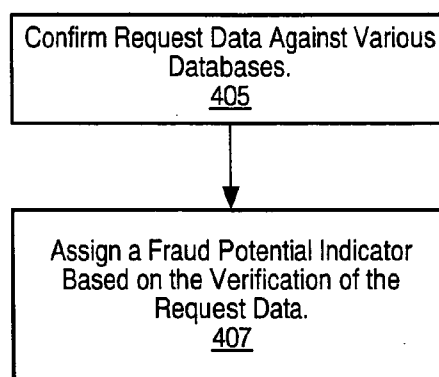 Confirm Request Data Against Various
Databases.
405
Assign a Fraud Potential Indicator
Based on the Verification of the
Request Data.
407